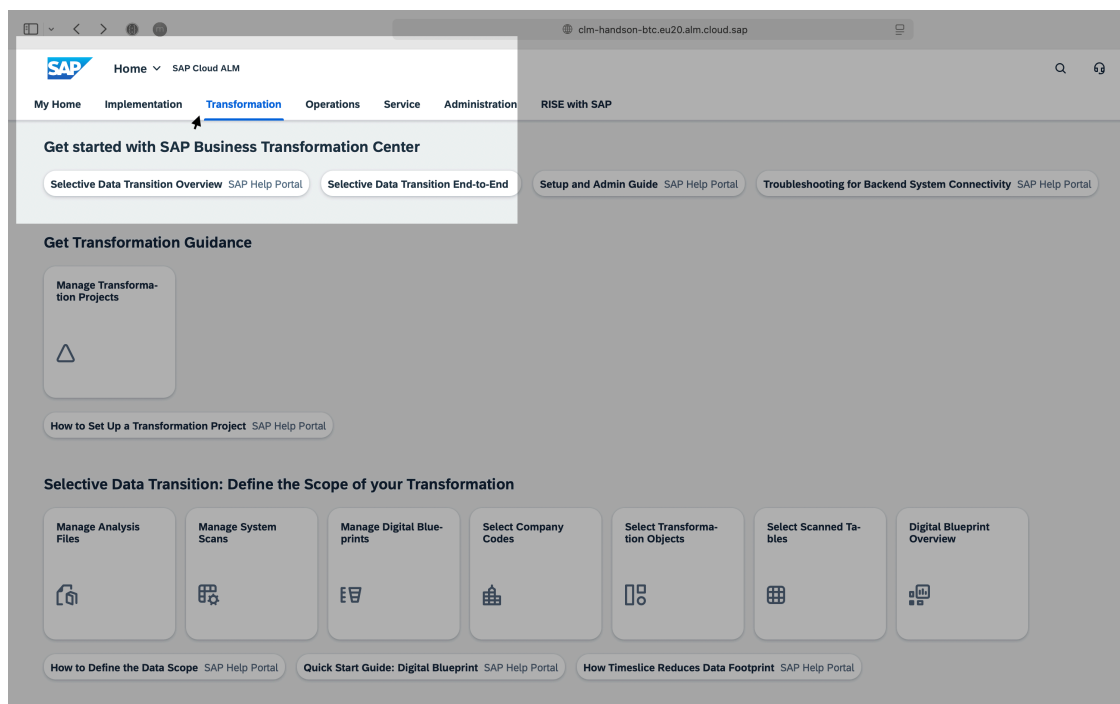 clm-handson-btc.eu20.alm.cloud.sap
SAP Home SAP Cloud ALM
My Home Implementation Transformation Operations Service Administration RISE with SAP
Get started with SAP Business Transformation Center
Selective Data Transition Overview SAP Help Portal Selective Data Transition End-to-End Setup and Admin Guide SAP Help Portal Troubleshooting for Backend System Connectivity SAP Help Portal
Get Transformation Guidance
Manage Transforma-
tion Projects
How to Set Up a Transformation Project SAP Help Portal
Selective Data Transition: Define the Scope of your Transformation
Manage Analysis
Files
Manage System
Scans
Manage Digital Blue-
prints
Select Company
Codes
Select Transforma-
tion Objects
Select Scanned Ta-
bles
Digital Blueprint
Overview
How to Define the Data Scope SAP Help Portal Quick Start Guide: Digital Blueprint SAP Help Portal How Timeslice Reduces Data Footprint SAP Help Portal